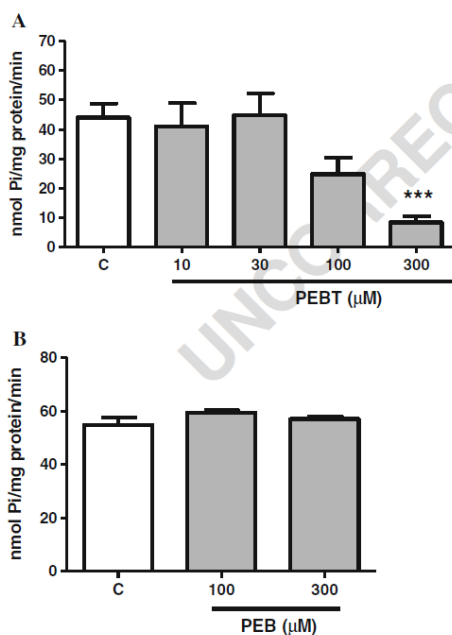 A
nmol Pi/mg protein/min
70
60
50
40
30
20
10
0
***
C 10 30 100 300
PEBT (μM)
UNCORREC
B
nmol Pi/mg protein/min
80
60
40
20
0
C 100 300
PEB (μM)